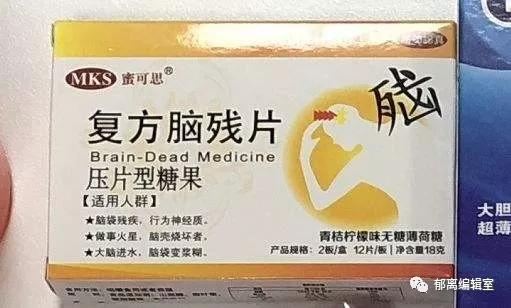 MKS 蜜可思®
脑
复方脑残片
Brain-Dead Medicine
压片型糖果
【适用人群】
★脑袋残疾，行为神经质。
★做事火星，脑壳烧坏者。
★大脑进水，脑袋变浆糊。
青桔柠檬味无糖薄荷糖
产品规格：2板/盒 12片/板 净含量18克
大胆
超薄
郁离编辑室